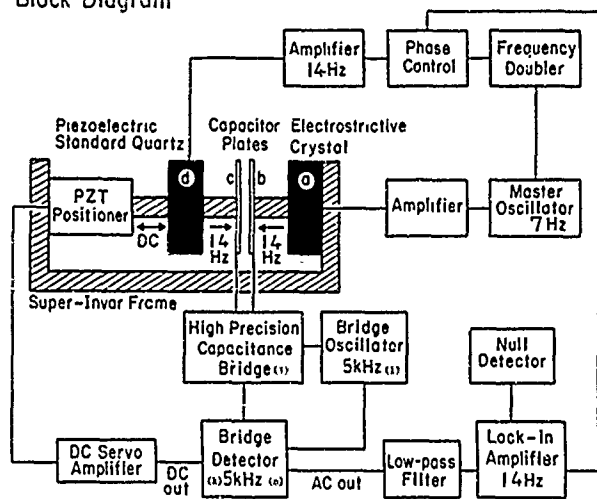 Block Diagram
Amplifier
14Hz
Phase
Control
Frequency
Doubler
Piezoelectric
Standard Quartz
Capacitor
Plates
Electrostrictive
Crystal
PZT
Positioner
d
c
b
a
DC
14
Hz
14
Hz
Amplifier
Master
Oscillator
7Hz
Super-Invar Frame
High Precision
Capacitance
Bridge (1)
Bridge
Oscillator
5kHz (1)
Null
Detector
DC Servo
Amplifier
DC
out
Bridge
Detector
5kHz
AC out
Low-pass
Filter
Lock-In
Amplifier
14Hz